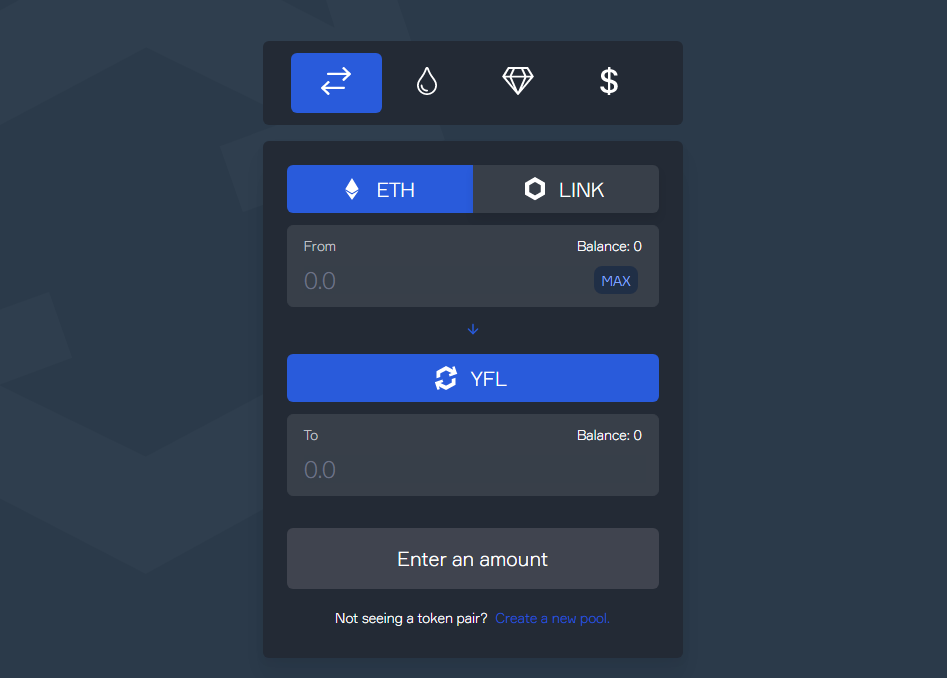 $
ETH LINK
From Balance: 0
0.0 MAX
YFL
To Balance: 0
0.0
Enter an amount
Not seeing a token pair? Create a new pool.